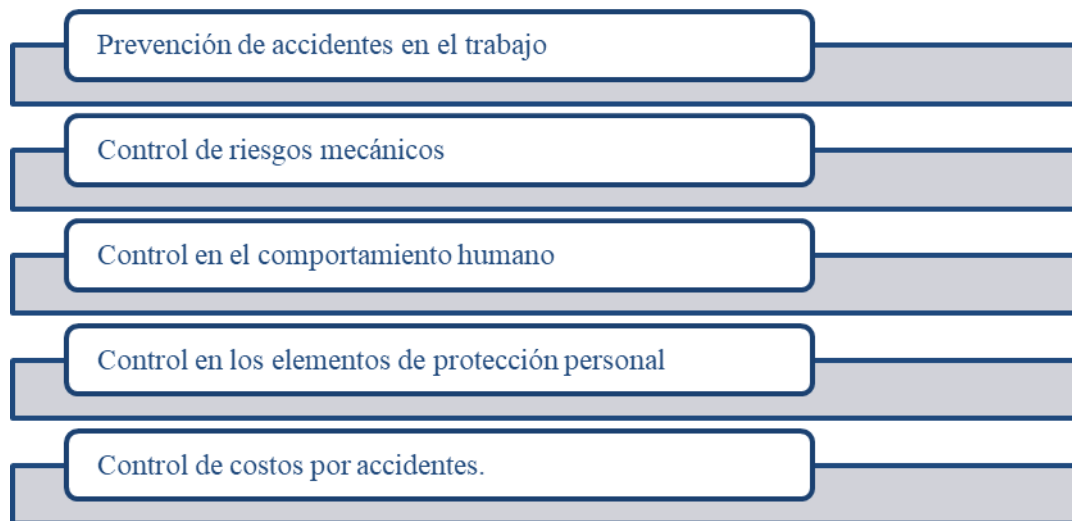 Prevención de accidentes en el trabajo
Control de riesgos mecánicos
Control en el comportamiento humano
Control en los elementos de protección personal
Control de costos por accidentes.